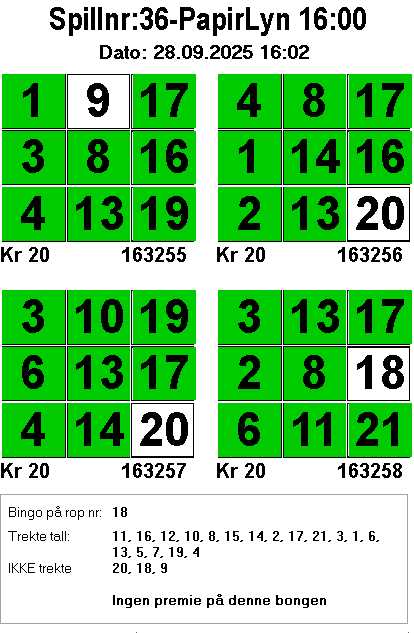 Spillnr:36-PapirLyn 16:00
Dato: 28.09.2025 16:02
1 9 17
3 8 16
4 13 19
Kr 20 163255
4 8 17
1 14 16
2 13 20
Kr 20 163256
3 10 19
6 13 17
4 14 20
Kr 20 163257
3 13 17
2 8 18
6 11 21
Kr 20 163258
Bingo på rop nr: 18
Trekte tall: 11, 16, 12, 10, 8, 15, 14, 2, 17, 21, 3, 1, 6,
13, 5, 7, 19, 4
IKKE trekte 20, 18, 9
Ingen premie på denne bongen